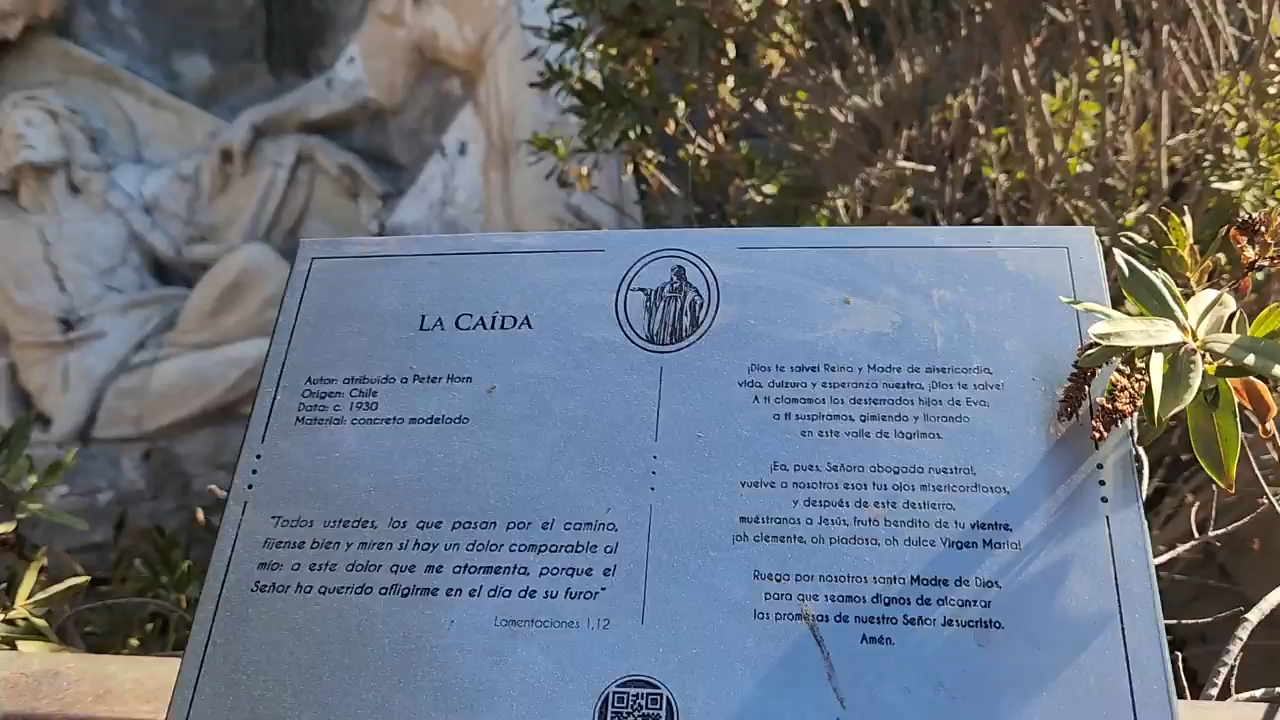 LA CAÍDA
Autor: atribuido a Peter Horn
Origen: Chile
Data: c. 1930
Material: concreto modelado
"Todos ustedes, los que pasan por el camino,
fíjense bien y miren si hay un dolor comparable al
mío: a este dolor que me atormenta, porque el
Señor ha querido afligirme en el día de su furor"
Lamentaciones 1,12
¡Dios te salve! Reina y Madre de misericordia,
vida, dulzura y esperanza nuestra, ¡Dios te salve!
A ti clamamos los desterrados hijos de Eva;
a ti suspiramos, gimiendo y llorando
en este valle de lágrimas.
¡Ea, pues, Señora abogada nuestra!,
vuelve a nosotros esos tus ojos misericordiosos,
y después de este destierro,
muéstranos a Jesús, fruto bendito de tu vientre,
¡oh clemente, oh piadosa, oh dulce Virgen María!
Ruega por nosotros santa Madre de Dios,
para que seamos dignos de alcanzar
las promesas de nuestro Señor Jesucristo.
Amén.